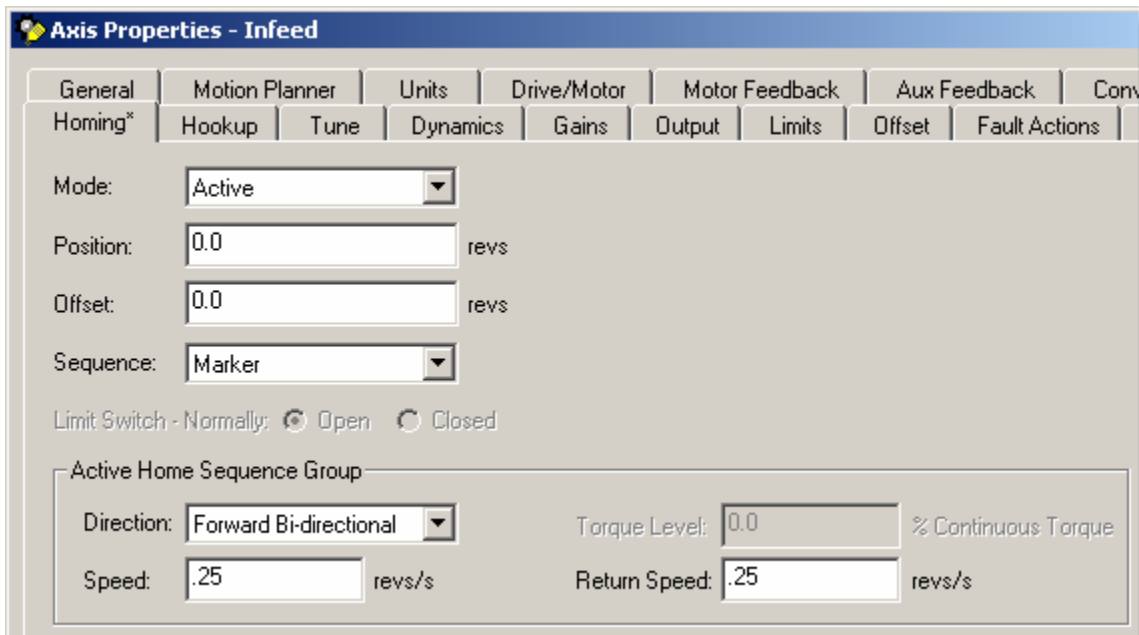 Axis Properties - Infeed
General Motion Planner Units Drive/Motor Motor Feedback Aux Feedback Conv
Homing* Hookup Tune Dynamics Gains Output Limits Offset Fault Actions
Mode: Active
Position: 0.0 revs
Offset: 0.0 revs
Sequence: Marker
Limit Switch - Normally: Open Closed
Active Home Sequence Group
Direction: Forward Bi-directional Torque Level: 0.0 % Continuous Torque
Speed: .25 revs/s Return Speed: .25 revs/s